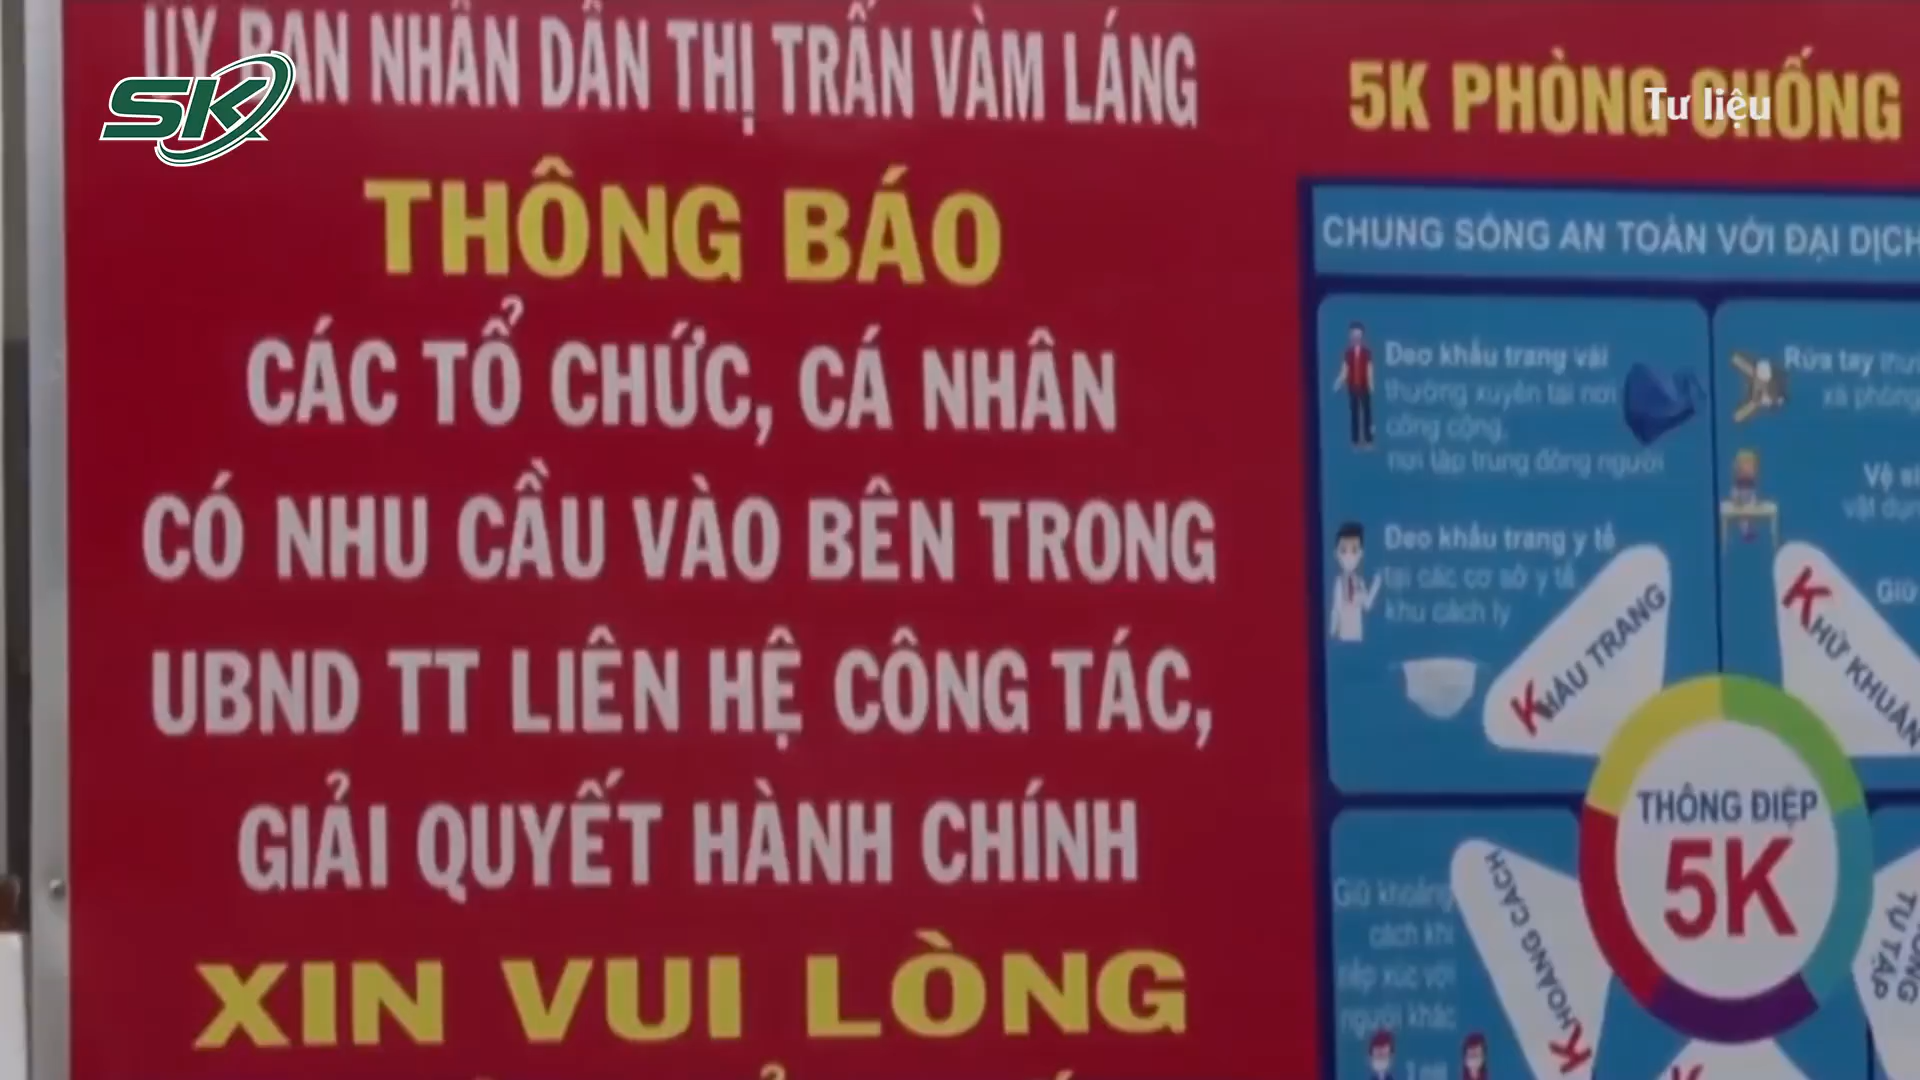 ỦY BAN NHÂN DÂN THỊ TRẤN VÀM LÁNG
THÔNG BÁO
CÁC TỔ CHỨC, CÁ NHÂN
CÓ NHU CẦU VÀO BÊN TRONG
UBND TT LIÊN HỆ CÔNG TÁC,
GIẢI QUYẾT HÀNH CHÍNH
XIN VUI LÒNG
SK
Tư liệu
5K PHÒNG CHỐNG
CHUNG SỐNG AN TOÀN VỚI ĐẠI DỊCH
Đeo khẩu trang vải
thường xuyên tại nơi
công cộng,
nơi tập trung đông người
Đeo khẩu trang y tế
tại các cơ sở y tế
khu cách ly
KHẨU TRANG
Rửa tay
xà phòng
KHỬ KHUẨN
THÔNG ĐIỆP
5K
Giữ khoảng
cách khi
tiếp xúc với
người khác
KHOẢNG CÁCH
TỤ TẬP